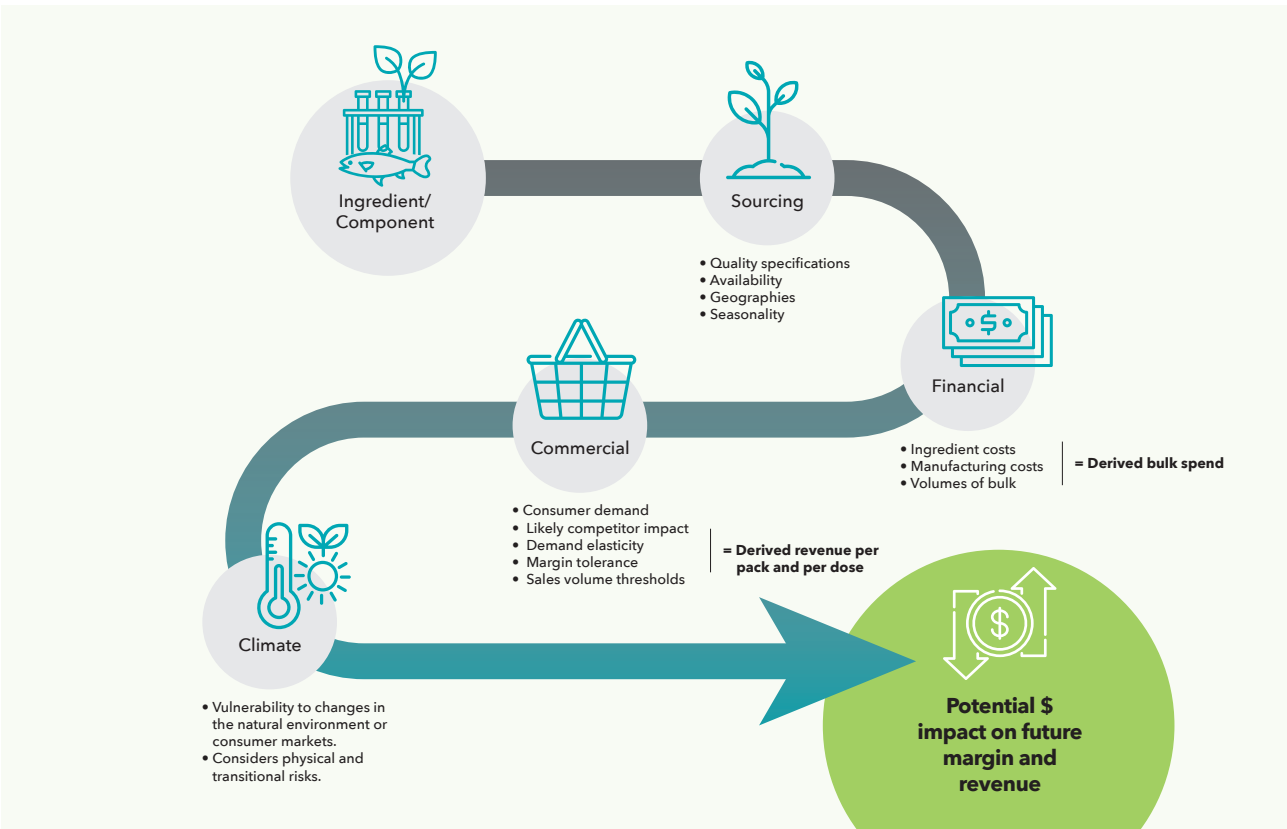 Ingredient/
Component
Sourcing
• Quality specifications
• Availability
• Geographies
• Seasonality
$
Financial
• Ingredient costs
• Manufacturing costs
• Volumes of bulk
= Derived bulk spend
Commercial
• Consumer demand
• Likely competitor impact
• Demand elasticity
• Margin tolerance
• Sales volume thresholds
= Derived revenue per
pack and per dose
Climate
• Vulnerability to changes in
the natural environment or
consumer markets.
• Considers physical and
transitional risks.
$
Potential $
impact on future
margin and
revenue